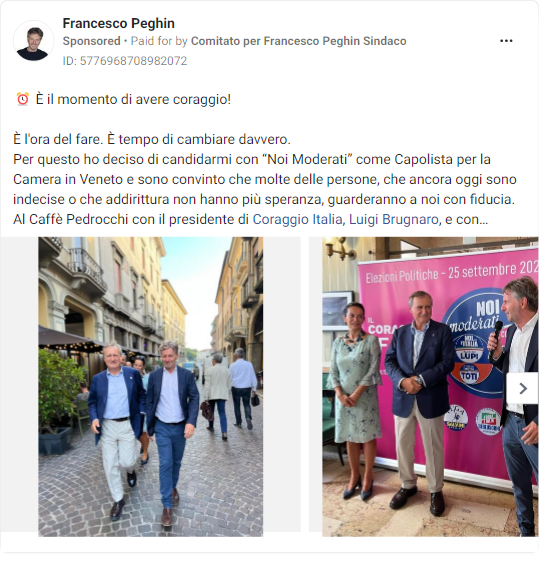 Francesco Peghin
Sponsored • Paid for by Comitato per Francesco Peghin Sindaco
ID: 5776968708982072
⏰ È il momento di avere coraggio!
È l'ora del fare. È tempo di cambiare davvero.
Per questo ho deciso di candidarmi con “Noi Moderati” come Capolista per la
Camera in Veneto e sono convinto che molte delle persone, che ancora oggi sono
indecise o che addirittura non hanno più speranza, guarderanno a noi con fiducia.
Al Caffè Pedrocchi con il presidente di Coraggio Italia, Luigi Brugnaro, e con...
Elezioni Politiche - 25 settembre 202
IL
CORA
NOI
moderati
NOI ITALIA
LUPI
TOTI